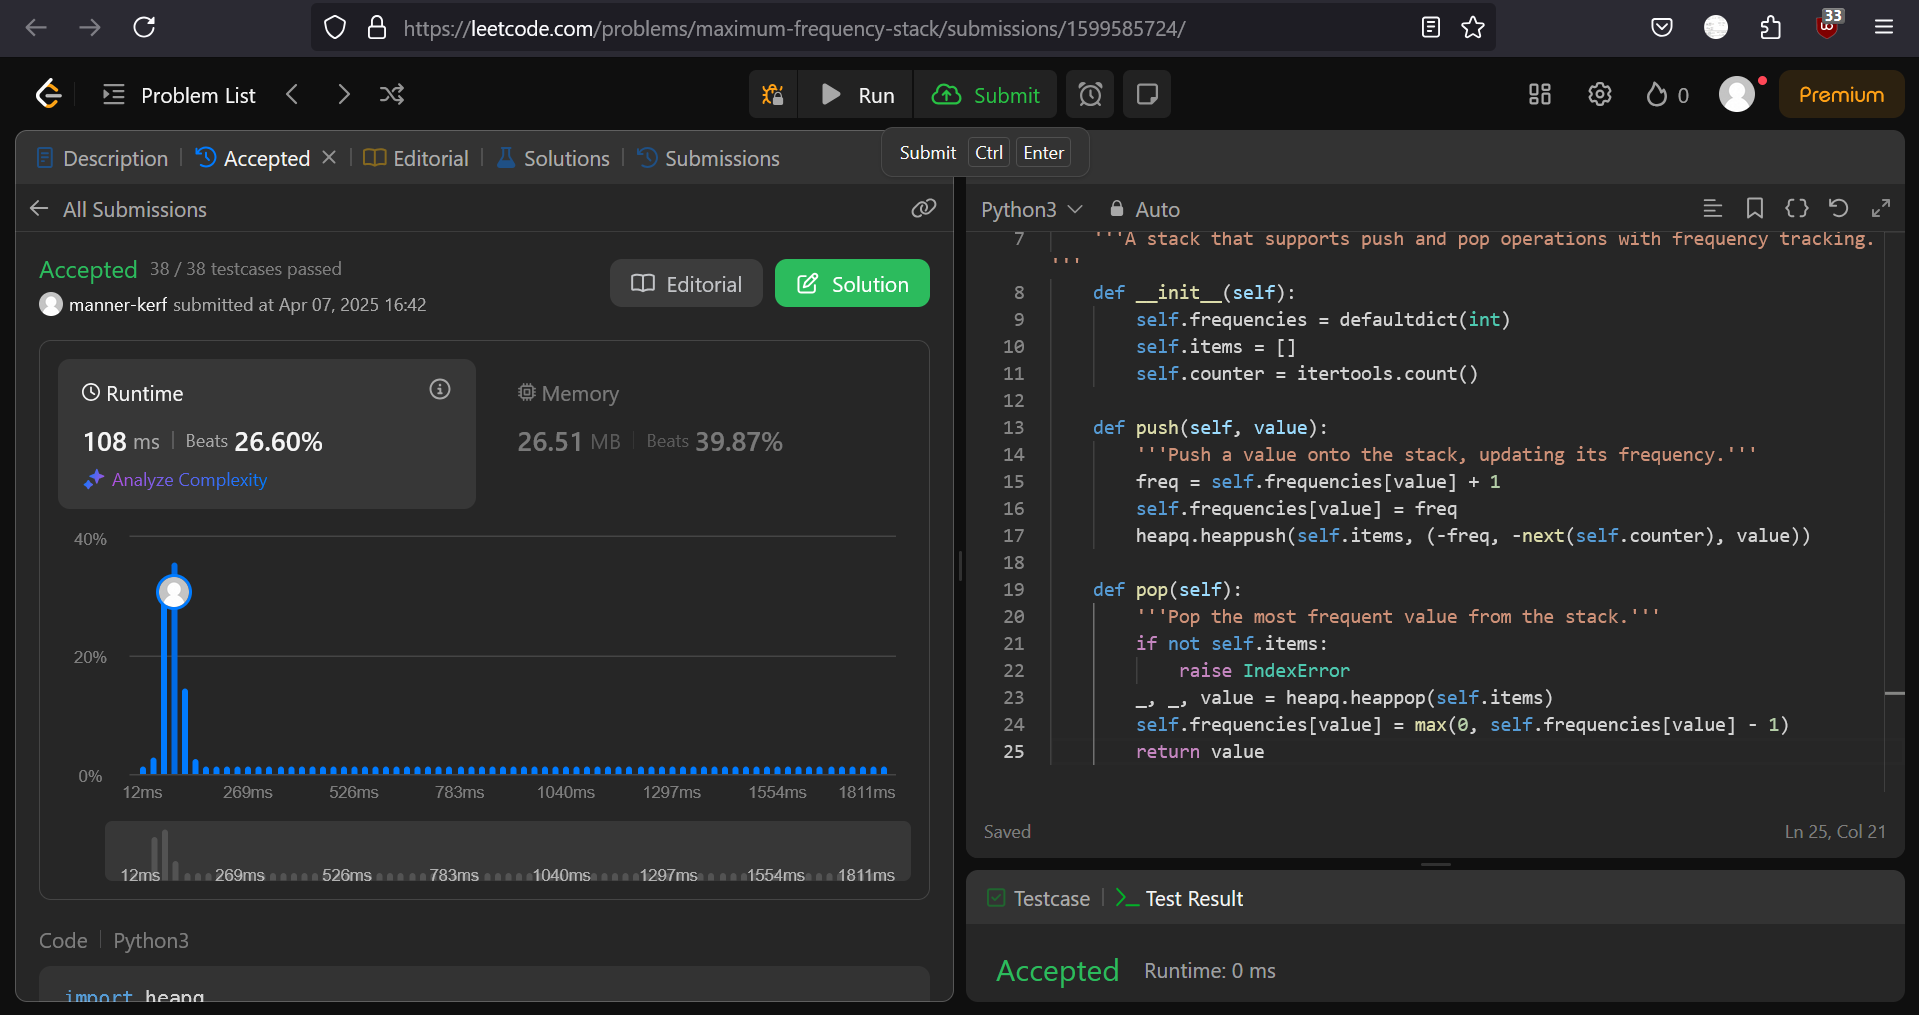 33
https://leetcode.com/problems/maximum-frequency-stack/submissions/1599585724/
Problem List
Run
Submit
0
Premium
Description
Accepted
Editorial
Solutions
Submissions
Submit Ctrl Enter
All Submissions
Accepted 38 / 38 testcases passed
manner-kerf submitted at Apr 07, 2025 16:42
Editorial
Solution
Runtime
108 ms Beats 26.60%
Analyze Complexity
Memory
26.51 MB Beats 39.87%
40%
20%
0%
12ms 269ms 526ms 783ms 1040ms 1297ms 1554ms 1811ms
12ms 269ms 526ms 783ms 1040ms 1297ms 1554ms 1811ms
Code Python3
import heapq
Python3 Auto
7 '''A stack that supports push and pop operations with frequency tracking.
'''
8 def __init__(self):
9 self.frequencies = defaultdict(int)
10 self.items = []
11 self.counter = itertools.count()
12
13 def push(self, value):
14 '''Push a value onto the stack, updating its frequency.'''
15 freq = self.frequencies[value] + 1
16 self.frequencies[value] = freq
17 heapq.heappush(self.items, (-freq, -next(self.counter), value))
18
19 def pop(self):
20 '''Pop the most frequent value from the stack.'''
21 if not self.items:
22 raise IndexError
23 _, _, value = heapq.heappop(self.items)
24 self.frequencies[value] = max(0, self.frequencies[value] - 1)
25 return value
Saved
Ln 25, Col 21
Testcase
Test Result
Accepted Runtime: 0 ms